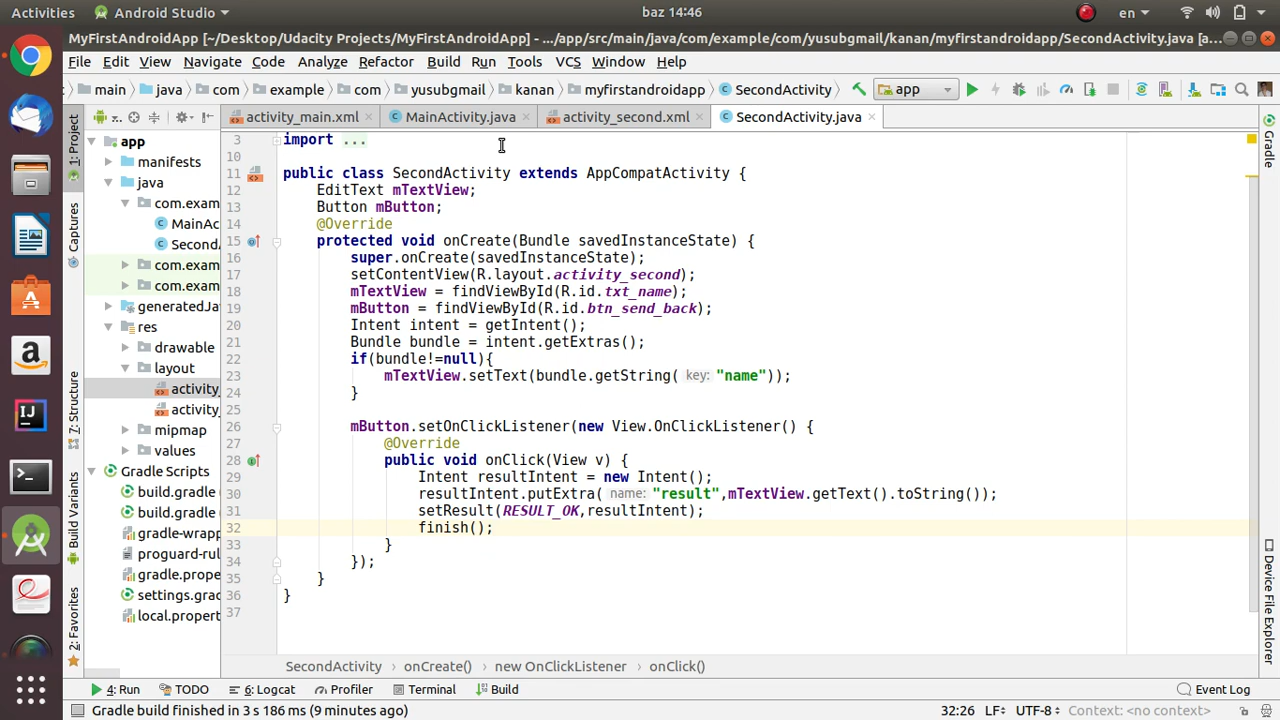 Activities Android Studio baz 14:46 en
MyFirstAndroidApp [~/Desktop/Udacity Projects/MyFirstAndroidApp] - .../app/src/main/java/com/example/com/yusubgmail/kanan/myfirstandroidapp/SecondActivity.java [a...
File Edit View Navigate Code Analyze Refactor Build Run Tools VCS Window Help
main java com example com yusubgmail kanan myfirstandroidapp SecondActivity app
activity_main.xml MainActivity.java activity_second.xml SecondActivity.java
1: Project
Captures
7: Structure
Build Variants
2: Favorites
app
manifests
java
com.exam
MainAc
Second
com.exam
com.exam
generatedJa
res
drawable
layout
activity_
activity_
mipmap
values
Gradle Scripts
build.gradle
build.gradle
gradle-wrapp
proguard-rul
gradle.prope
settings.grad
local.propert
3 import ...
10
11 public class SecondActivity extends AppCompatActivity {
12 EditText mTextView;
13 Button mButton;
14 @Override
15 protected void onCreate(Bundle savedInstanceState) {
16 super.onCreate(savedInstanceState);
17 setContentView(R.layout.activity_second);
18 mTextView = findViewById(R.id.txt_name);
19 mButton = findViewById(R.id.btn_send_back);
20 Intent intent = getIntent();
21 Bundle bundle = intent.getExtras();
22 if(bundle!=null){
23 mTextView.setText(bundle.getString( key: "name"));
24 }
25
26 mButton.setOnClickListener(new View.OnClickListener() {
27 @Override
28 public void onClick(View v) {
29 Intent resultIntent = new Intent();
30 resultIntent.putExtra( name: "result",mTextView.getText().toString());
31 setResult(RESULT_OK,resultIntent);
32 finish();
33 }
34 });
35 }
36 }
37
Gradle
Device File Explorer
SecondActivity onCreate() new OnClickListener onClick()
4: Run TODO 6: Logcat Profiler Terminal Build Event Log
Gradle build finished in 3 s 186 ms (9 minutes ago) 32:26 LF UTF-8 Context: <no context>